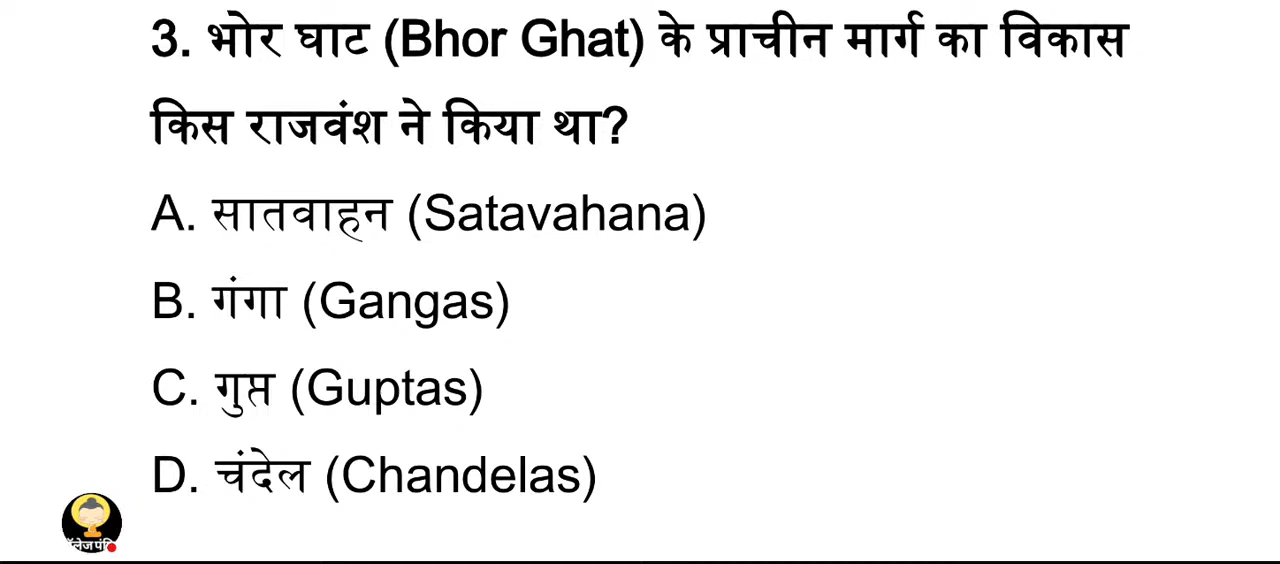 3. भोर घाट (Bhor Ghat) के प्राचीन मार्ग का विकास
किस राजवंश ने किया था?
A. सातवाहन (Satavahana)
B. गंगा (Gangas)
C. गुप्त (Guptas)
D. चंदेल (Chandelas)